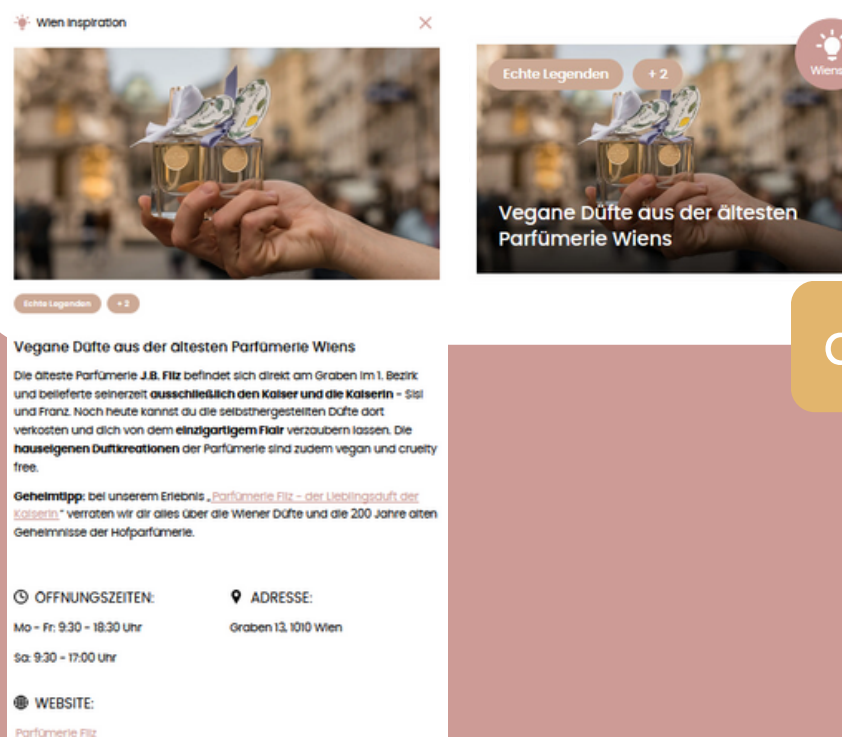 Wien Inspiration
Echte Legenden
+ 2
Vegane Düfte aus der ältesten Parfümerie Wiens
Die älteste Parfümerie J.B. Filz befindet sich direkt am Graben im 1. Bezirk
und belieferte seinerzeit ausschließlich den Kaiser und die Kaiserin – Sisi
und Franz. Noch heute kannst du die selbsthergestellten Düfte dort
verkosten und dich von dem einzigartigem Flair verzaubern lassen. Die
hauseigenen Duftkreationen der Parfümerie sind zudem vegan und cruelty
free.
Geheimtipp: bei unserem Erlebnis „Parfümerie Filz – der Lieblingsduft der
Kaiserin “ verraten wir dir alles über die Wiener Düfte und die 200 Jahre alten
Geheimnisse der Hofparfümerie.
ÖFFNUNGSZEITEN:
Mo – Fr: 9:30 – 18:30 Uhr
Sa: 9:30 – 17:00 Uhr
ADRESSE:
Graben 13, 1010 Wien
WEBSITE:
Parfümerie Filz
Echte Legenden
+ 2
Wiens
Vegane Düfte aus der ältesten
Parfümerie Wiens